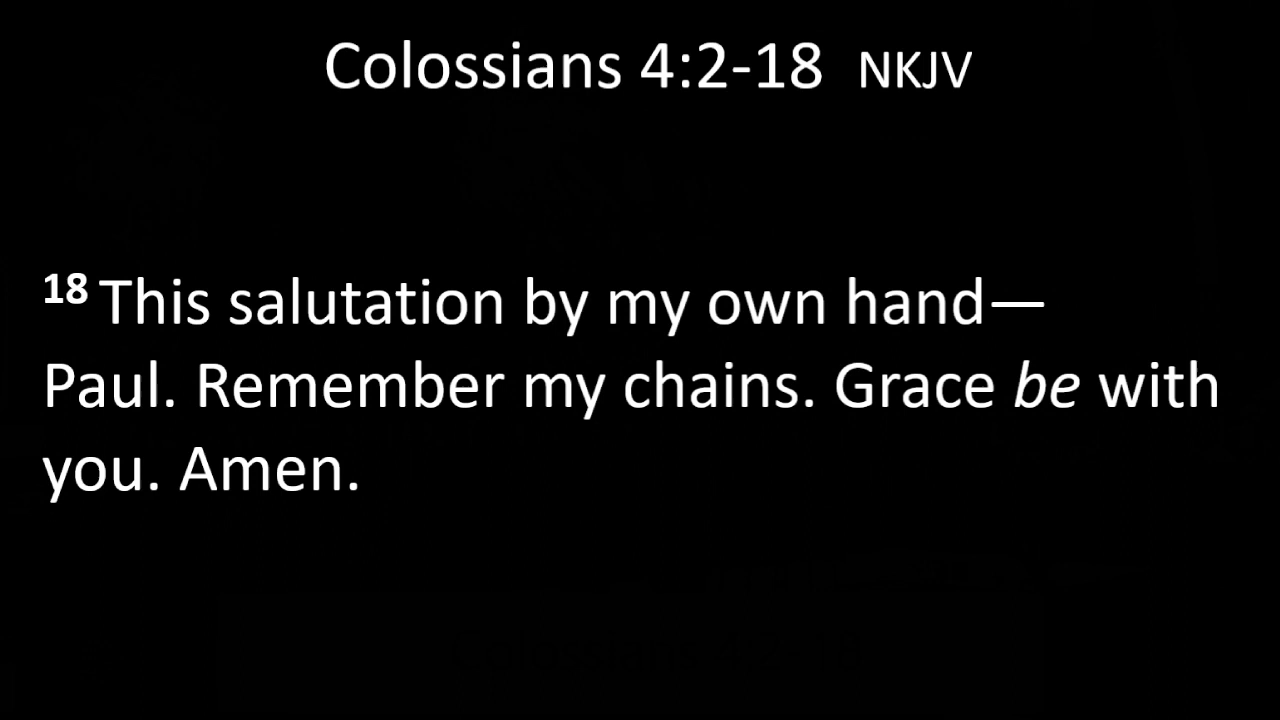 Colossians 4:2-18 NKJV
18 This salutation by my own hand—
Paul. Remember my chains. Grace be with
you. Amen.